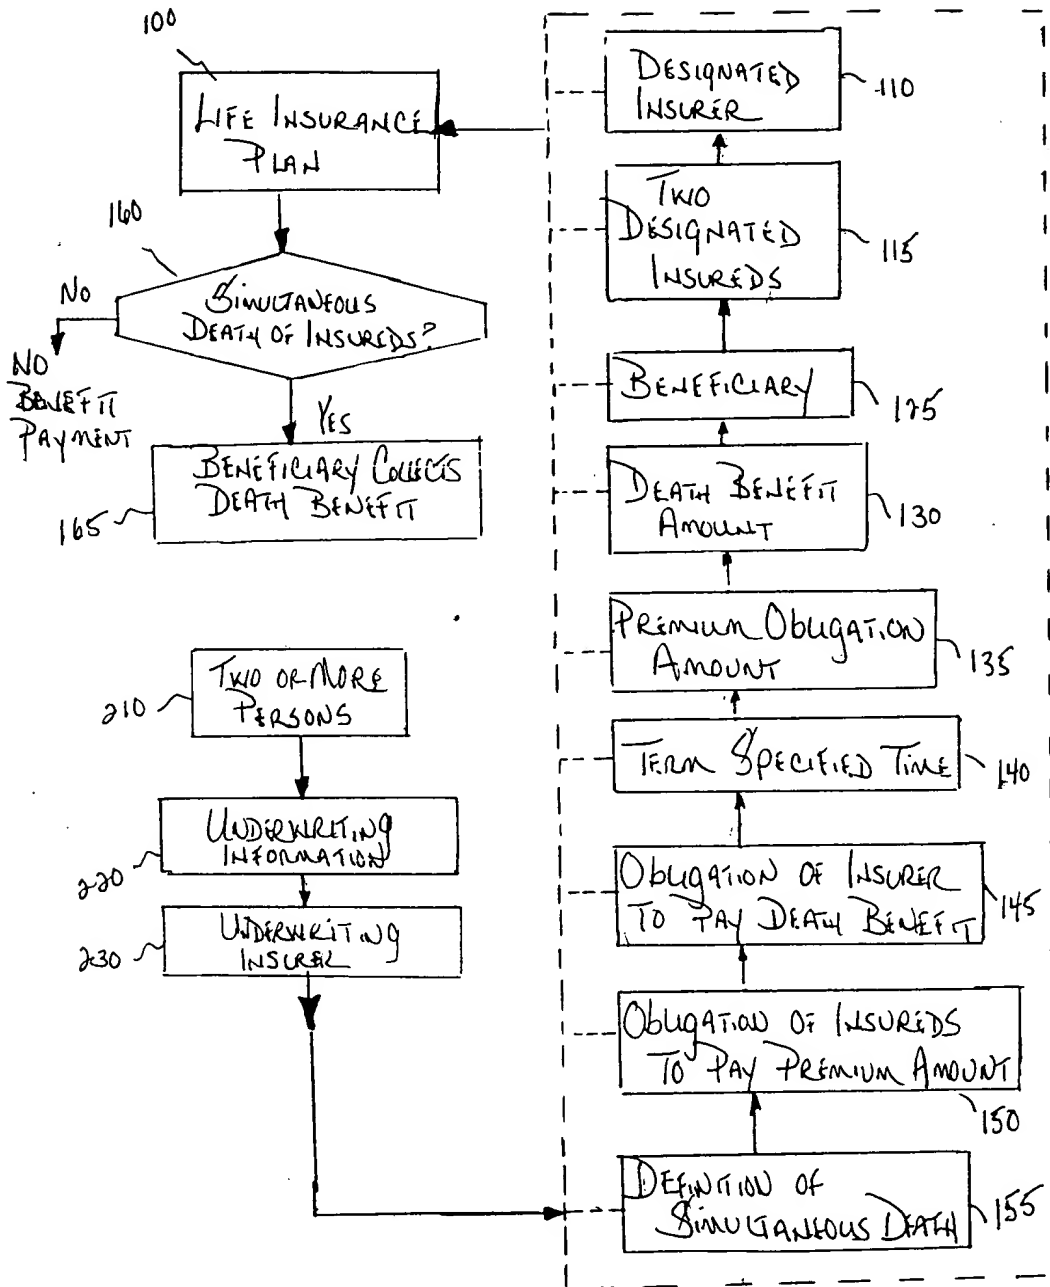 100
LIFE INSURANCE
PLAN
160
SIMULTANEOUS
DEATH OF INSUREDS?
NO
NO
BENEFIT
PAYMENT
YES
BENEFICIARY COLLECTS
DEATH BENEFIT
165
TWO OR MORE
PERSONS
210
UNDERWRITING
INFORMATION
220
UNDERWRITING
INSURER
230
DESIGNATED
INSURER
110
TWO
DESIGNATED
INSUREDS
115
BENEFICIARY
125
DEATH BENEFIT
AMOUNT
130
PREMIUM OBLIGATION
AMOUNT
135
TERM SPECIFIED TIME
140
OBLIGATION OF INSURER
TO PAY DEATH BENEFIT
145
OBLIGATION OF INSUREDS
TO PAY PREMIUM AMOUNT
150
DEFINITION OF
SIMULTANEOUS DEATH
155